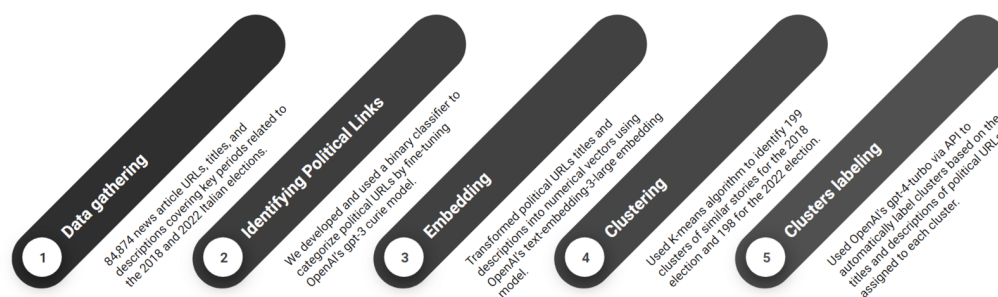 1
Data gathering
84,874 news article URLs, titles, and
descriptions covering key periods related to
the 2018 and 2022 Italian elections.
2
Identifying Political Links
We developed and used a binary classifier to
categorize political URLs by fine-tuning
OpenAI's gpt-3 curie model.
3
Embedding
Transformed political URLs titles and
descriptions into numerical vectors using
OpenAI's text-embedding-3-large embedding
model.
4
Clustering
Used K-means algorithm to identify 199
clusters of similar stories for the 2018
election and 198 for the 2022 election.
5
Clusters labeling
Used OpenAI's gpt-4-turbo via API to
automatically label clusters based on the
titles and descriptions of political URLs
assigned to each cluster.